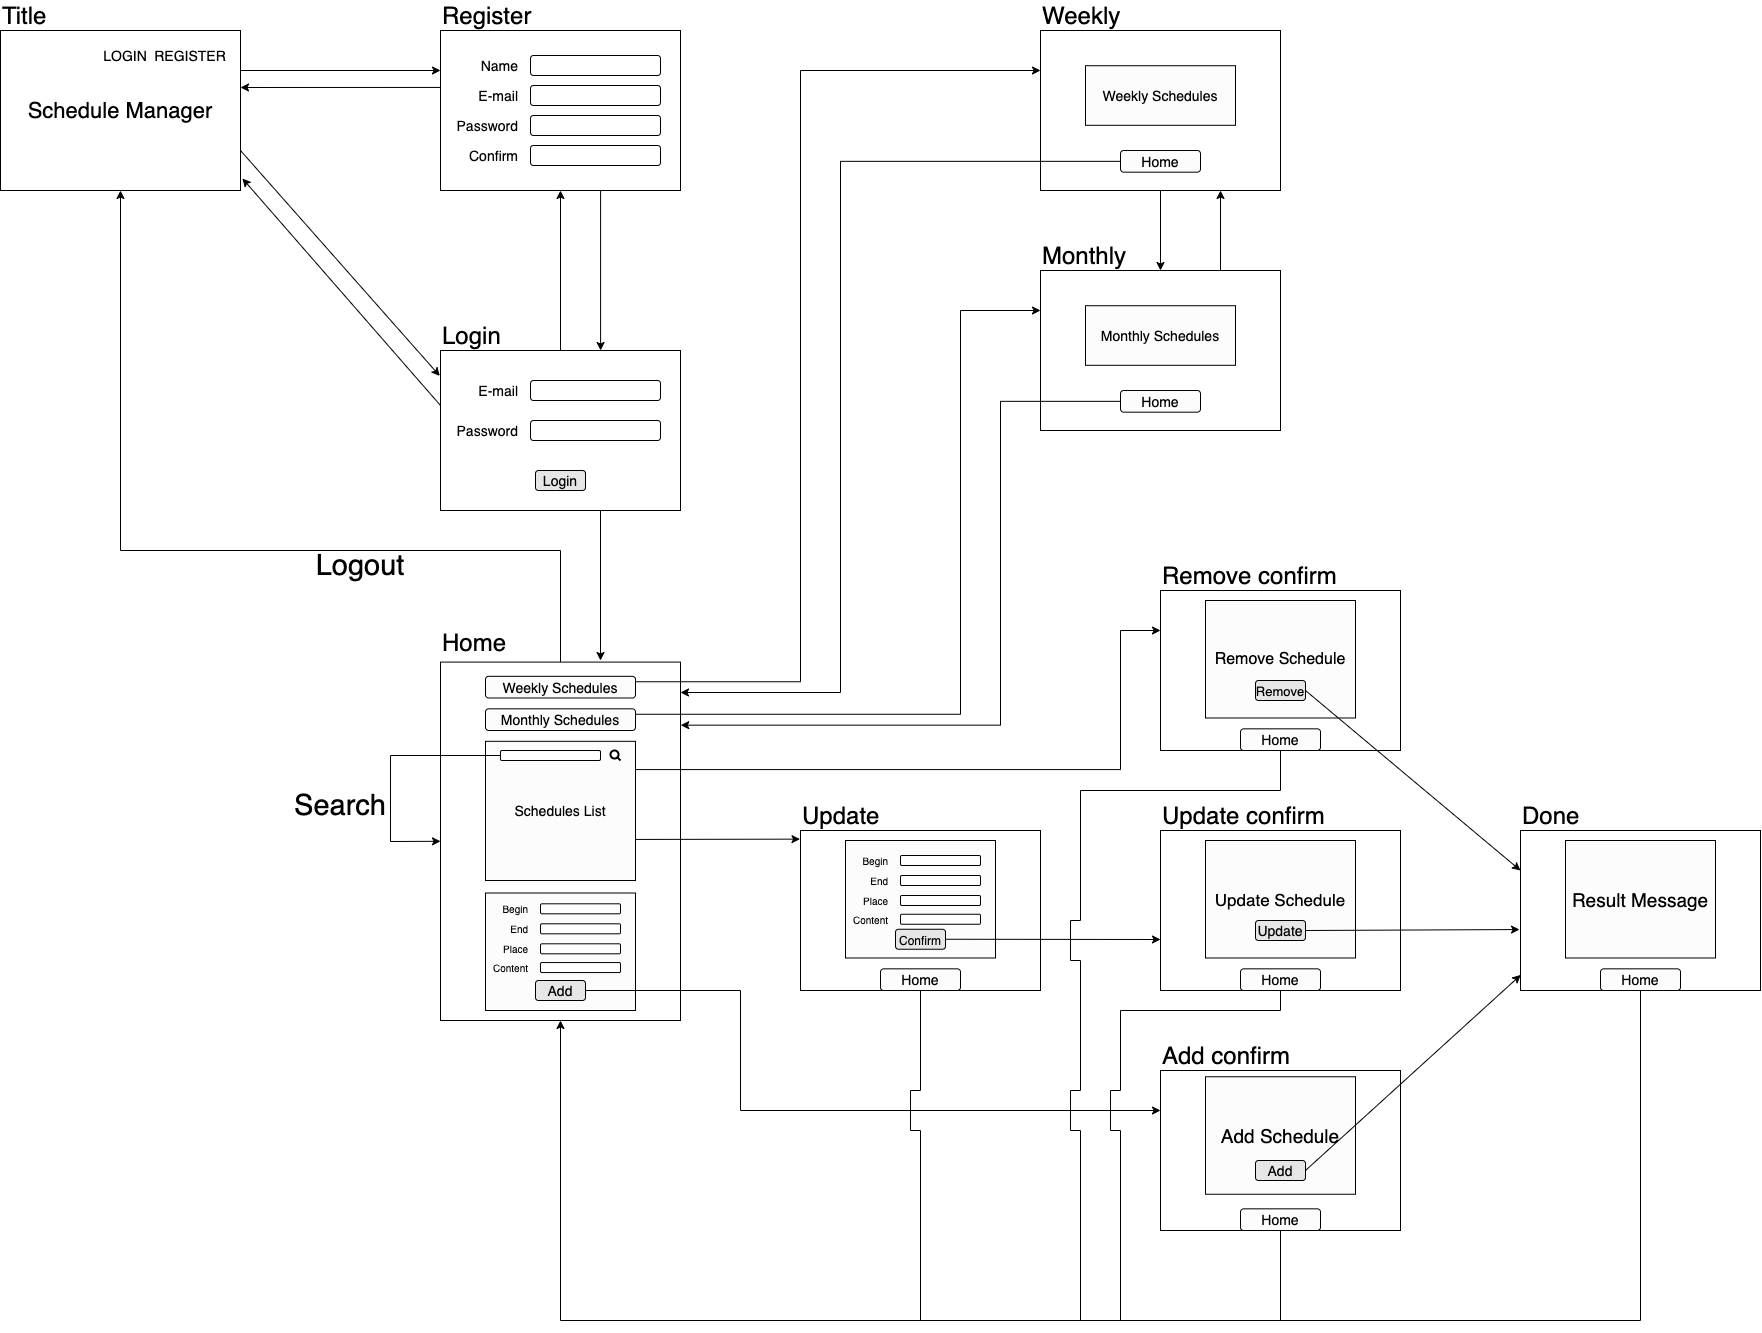 Title
LOGIN REGISTER
Schedule Manager
Register
Name
E-mail
Password
Confirm
Login
E-mail
Password
Login
Logout
Weekly
Weekly Schedules
Home
Monthly
Monthly Schedules
Home
Home
Weekly Schedules
Monthly Schedules
Search
Schedules List
Begin
End
Place
Content
Add
Update
Begin
End
Place
Content
Confirm
Home
Remove confirm
Remove Schedule
Remove
Home
Update confirm
Update Schedule
Update
Home
Add confirm
Add Schedule
Add
Home
Done
Result Message
Home